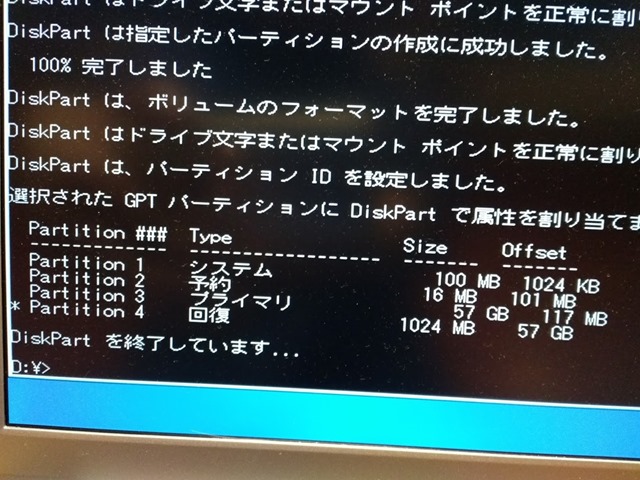 DiskPart はドライブ文字またはマウント ポイントを正常に割り
DiskPart は指定したパーティションの作成に成功しました。
100% 完了しました
DiskPart は、ボリュームのフォーマットを完了しました。
DiskPart はドライブ文字またはマウント ポイントを正常に割り
DiskPart は、パーティション ID を設定しました。
選択された GPT パーティションに DiskPart で属性を割り当てま
Partition ### Type Size Offset
------------- ---------------- ------- -------
Partition 1 システム 100 MB 1024 KB
Partition 2 予約 16 MB 101 MB
Partition 3 プライマリ 57 GB 117 MB
* Partition 4 回復 1024 MB 57 GB
DiskPart を終了しています...
D:¥>